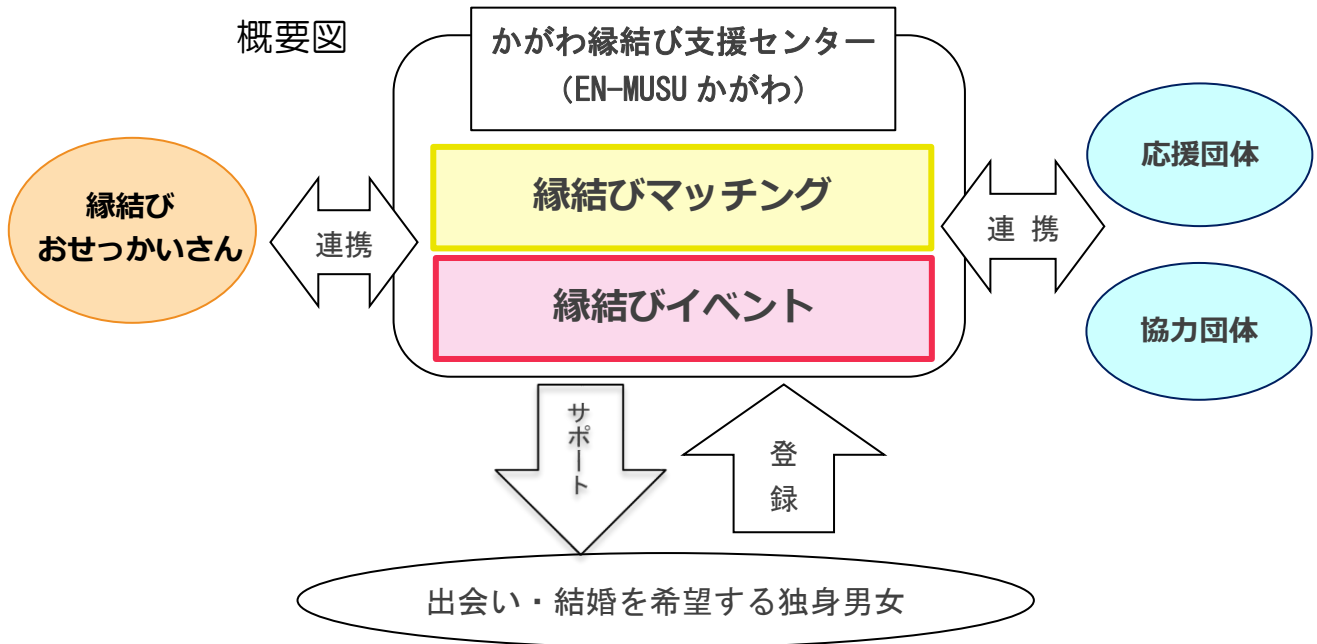 概要図
かがわ縁結び支援センター
（EN-MUSU かがわ）
縁結び
おせっかいさん
連携
縁結びマッチング
縁結びイベント
連 携
応援団体
協力団体
サポート
登
録
出会い・結婚を希望する独身男女